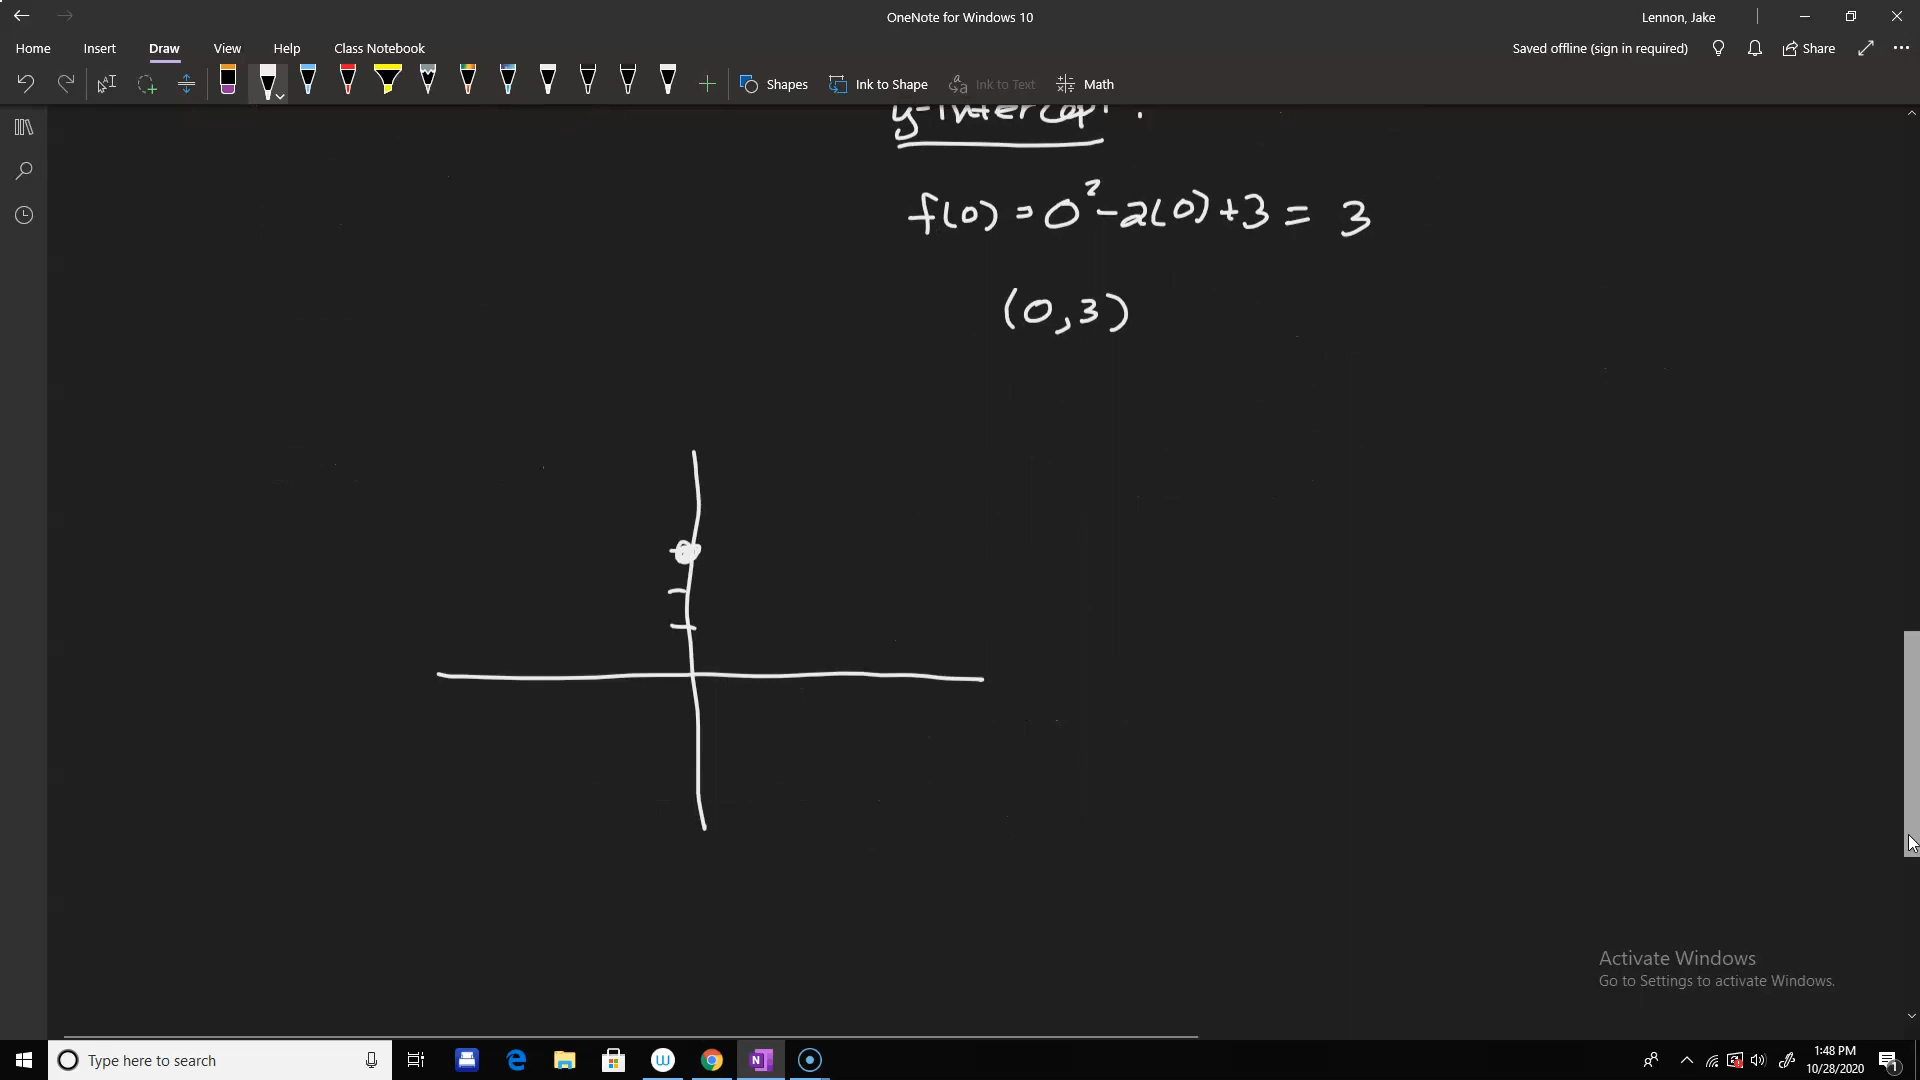 OneNote for Windows 10
Lennon, Jake
Home Insert Draw View Help Class Notebook
Saved offline (sign in required)
Share
Shapes
Ink to Shape
Ink to Text
Math
y-intercept:
f(0) = 0² - 2(0) + 3 = 3
(0,3)
Activate Windows
Go to Settings to activate Windows.
Type here to search
1:48 PM
10/28/2020